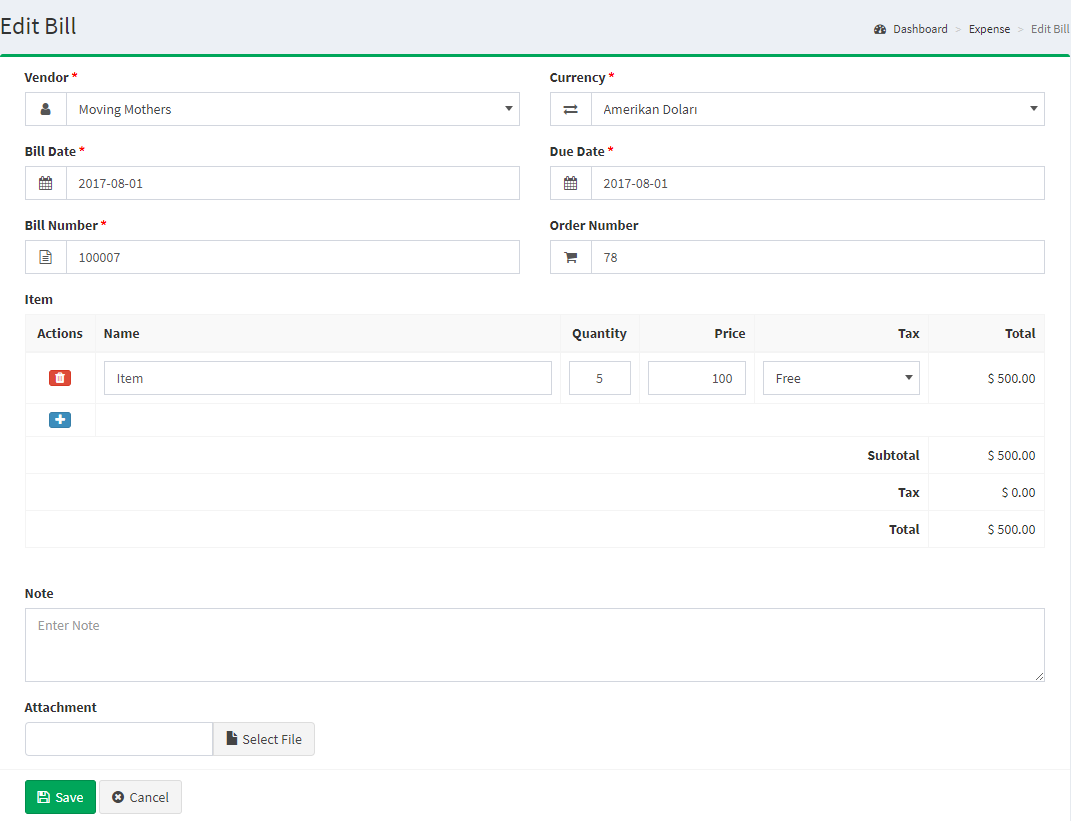 Edit Bill
Dashboard > Expense > Edit Bill
Vendor * Currency *
Moving Mothers Amerikan Doları
Bill Date * Due Date *
2017-08-01 2017-08-01
Bill Number * Order Number
100007 78
Item
Actions Name Quantity Price Tax Total
Item 5 100 Free $ 500.00
Subtotal $ 500.00
Tax $ 0.00
Total $ 500.00
Note
Enter Note
Attachment
Select File
Save Cancel